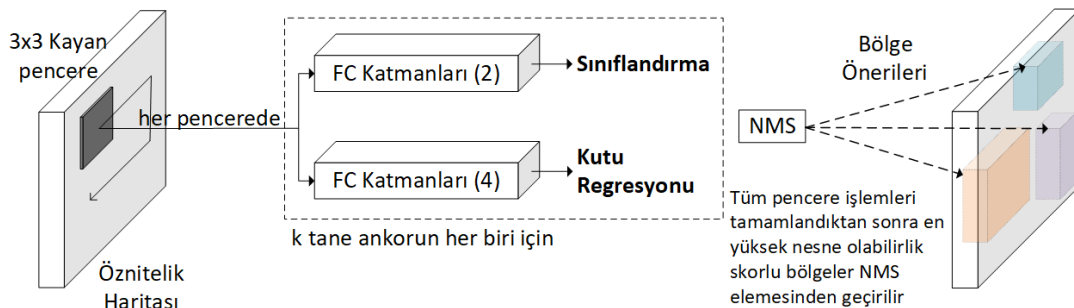 3x3 Kayan
pencere
her pencerede
Öznitelik
Haritası
FC Katmanları (2)
Sınıflandırma
FC Katmanları (4)
Kutu
Regresyonu
k tane ankorun her biri için
NMS
Bölge
Önerileri
Tüm pencere işlemleri
tamamlandıktan sonra en
yüksek nesne olabilirlik
skorlu bölgeler NMS
elemesinden geçirilir